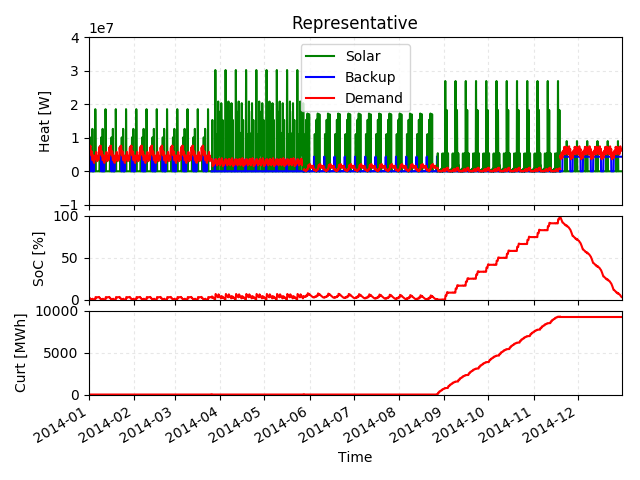 Representative
1e7
4
3
2
1
0
−1
Heat [W]
Solar
Backup
Demand
100
50
0
SoC [%]
10000
5000
0
Curt [MWh]
2014-01
2014-02
2014-03
2014-04
2014-05
2014-06
2014-07
2014-08
2014-09
2014-10
2014-11
2014-12
Time